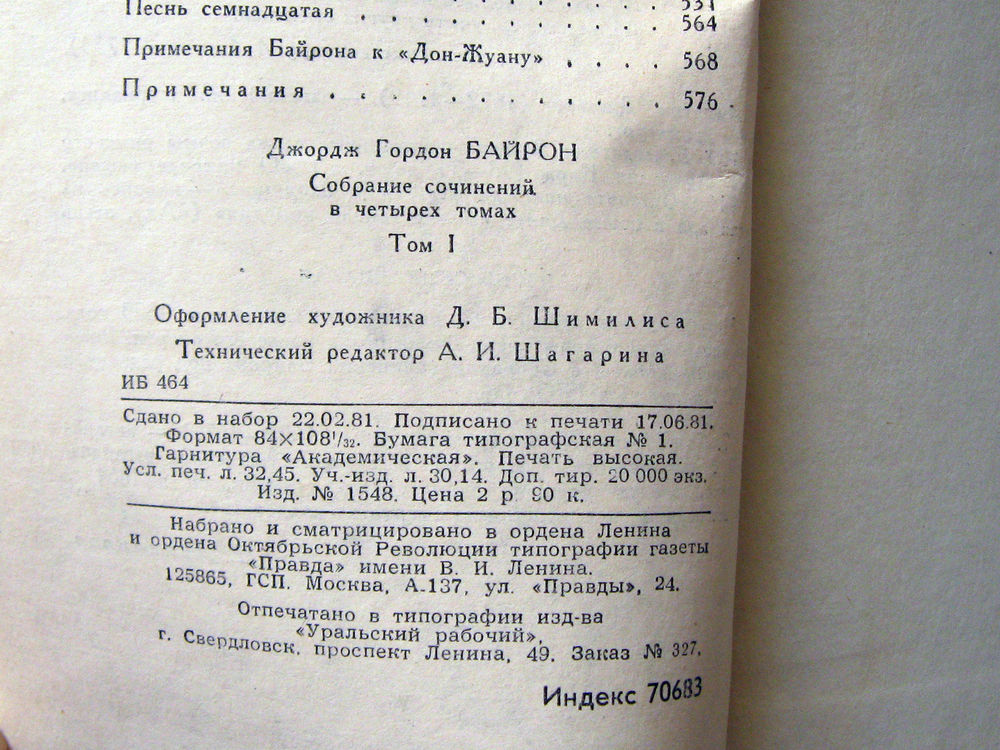 Песнь семнадцатая . . . . . . . . . 564
Примечания Байрона к «Дон-Жуану» . . . . 568
Примечания . . . . . . . . . . . 576
Джордж Гордон БАЙРОН
Собрание сочинений
в четырех томах
Том I
Оформление художника Д. Б. Шимилиса
Технический редактор А. И. Шагарина
ИБ 464
Сдано в набор 22.02.81. Подписано к печати 17.06.81.
Формат 84×108¹/₃₂. Бумага типографская № 1.
Гарнитура «Академическая». Печать высокая.
Усл. печ. л. 32,45. Уч.-изд. л. 30,14. Доп. тир. 20 000 экз.
Изд. № 1548. Цена 2 р. 90 к.
Набрано и сматрицировано в ордена Ленина
и ордена Октябрьской Революции типографии газеты
«Правда» имени В. И. Ленина.
125865, ГСП. Москва, А-137, ул. «Правды», 24.
Отпечатано в типографии изд-ва
«Уральский рабочий»,
г. Свердловск. проспект Ленина, 49. Заказ № 327.
Индекс 70683